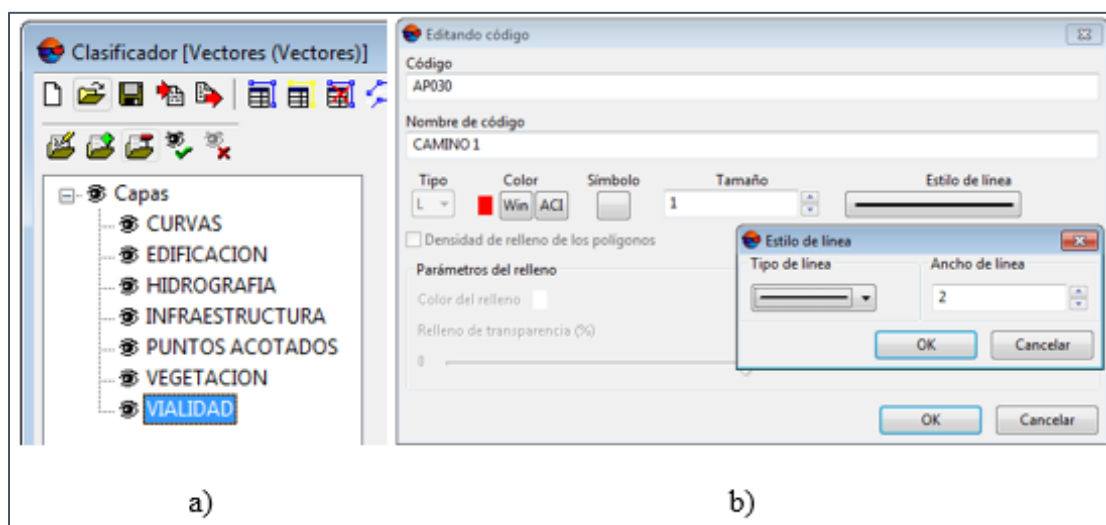 Clasificador [Vectores (Vectores)]
Capas
CURVAS
EDIFICACION
HIDROGRAFIA
INFRAESTRUCTURA
PUNTOS ACOTADOS
VEGETACION
VIALIDAD
a)
Editando código
Código
AP030
Nombre de código
CAMINO 1
Tipo Color Símbolo Tamaño Estilo de línea
L Win ACI 1
Densidad de relleno de los polígonos
Parámetros del relleno
Color del relleno
Relleno de transparencia (%)
0
Estilo de línea
Tipo de línea Ancho de línea
2
OK Cancelar
OK Cancelar
b)